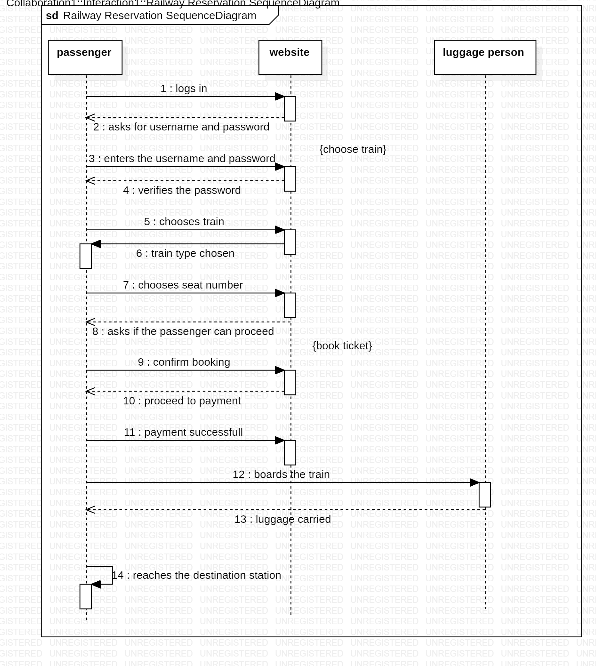 Collaboration1::Interaction1::Railway Reservation SequenceDiagram
sd Railway Reservation SequenceDiagram
passenger
website
luggage person
1 : logs in
2 : asks for username and password
{choose train}
3 : enters the username and password
4 : verifies the password
5 : chooses train
6 : train type chosen
7 : chooses seat number
8 : asks if the passenger can proceed
{book ticket}
9 : confirm booking
10 : proceed to payment
11 : payment successfull
12 : boards the train
13 : luggage carried
14 : reaches the destination station
UNREGISTERED